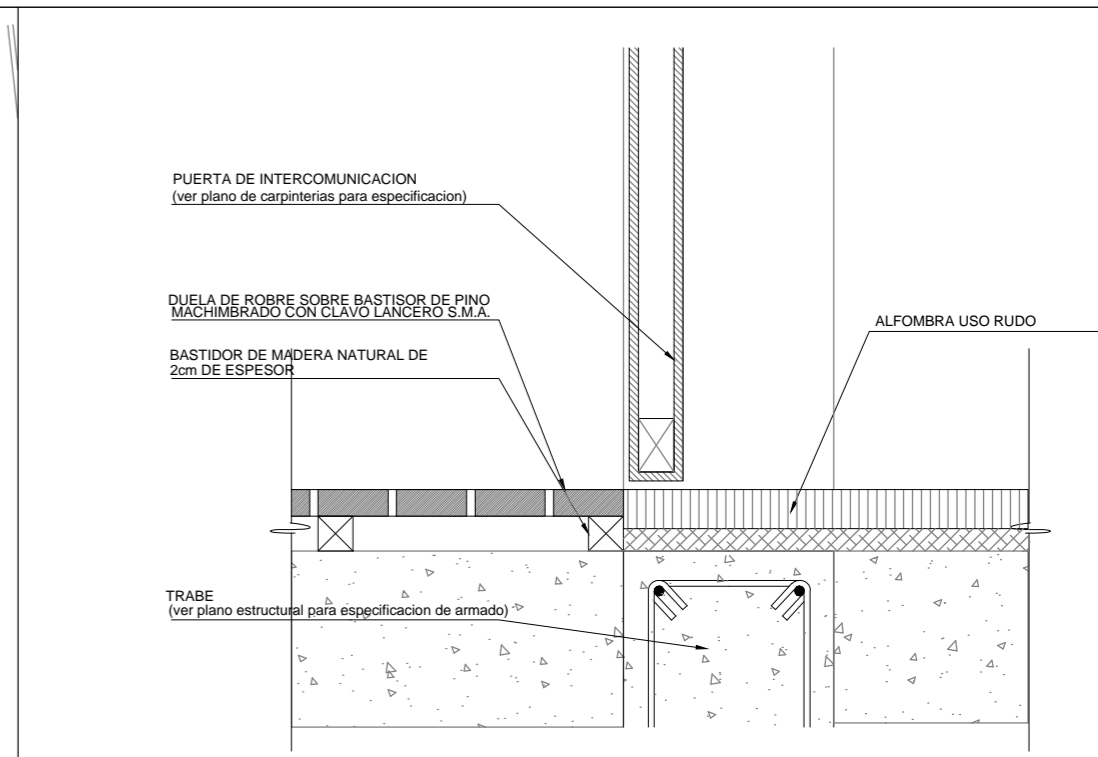 PUERTA DE INTERCOMUNICACION
(ver plano de carpinterias para especificacion)
DUELA DE ROBRE SOBRE BASTISOR DE PINO
MACHIMBRADO CON CLAVO LANCERO S.M.A.
ALFOMBRA USO RUDO
BASTIDOR DE MADERA NATURAL DE
2cm DE ESPESOR
TRABE
(ver plano estructural para especificacion de armado)